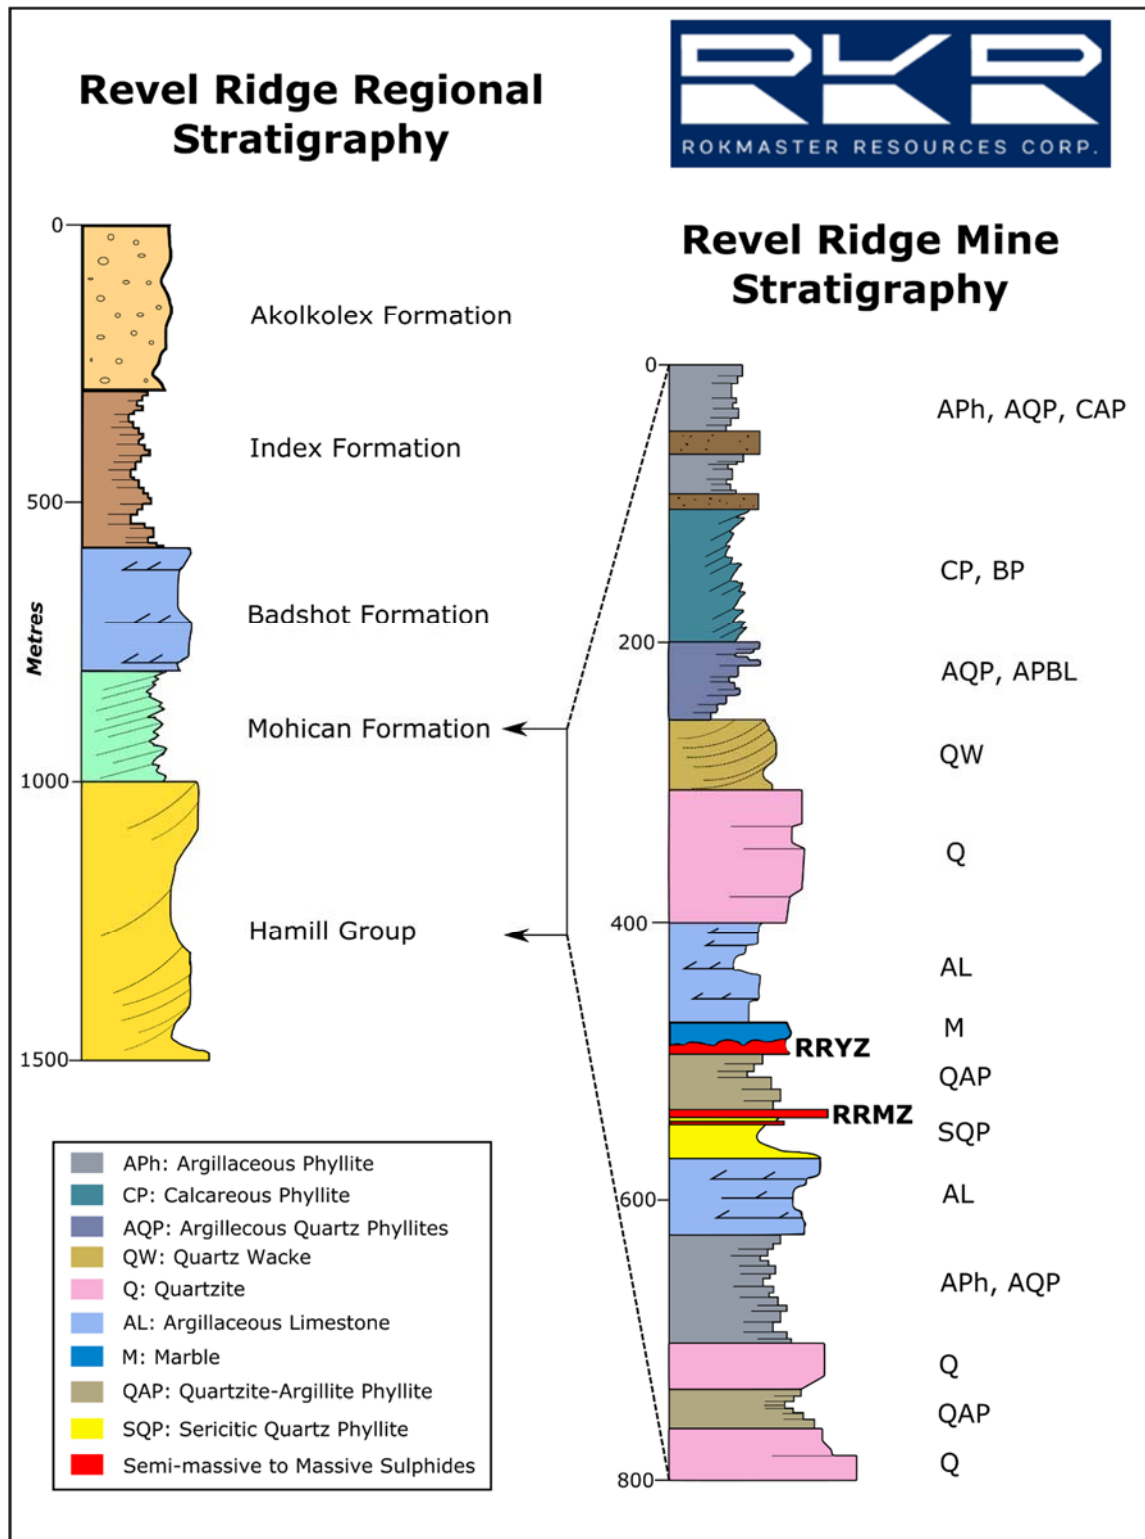 Revel Ridge Regional
Stratigraphy
RKR
ROKMASTER RESOURCES CORP.
Revel Ridge Mine
Stratigraphy
Metres
0
500
1000
1500
Akolkolex Formation
Index Formation
Badshot Formation
Mohican Formation
Hamill Group
0
200
400
600
800
APh, AQP, CAP
CP, BP
AQP, APBL
QW
Q
AL
M
RRYZ
QAP
RRMZ
SQP
AL
APh, AQP
Q
QAP
Q
APh: Argillaceous Phyllite
CP: Calcareous Phyllite
AQP: Argillecous Quartz Phyllites
QW: Quartz Wacke
Q: Quartzite
AL: Argillaceous Limestone
M: Marble
QAP: Quartzite-Argillite Phyllite
SQP: Sericitic Quartz Phyllite
Semi-massive to Massive Sulphides